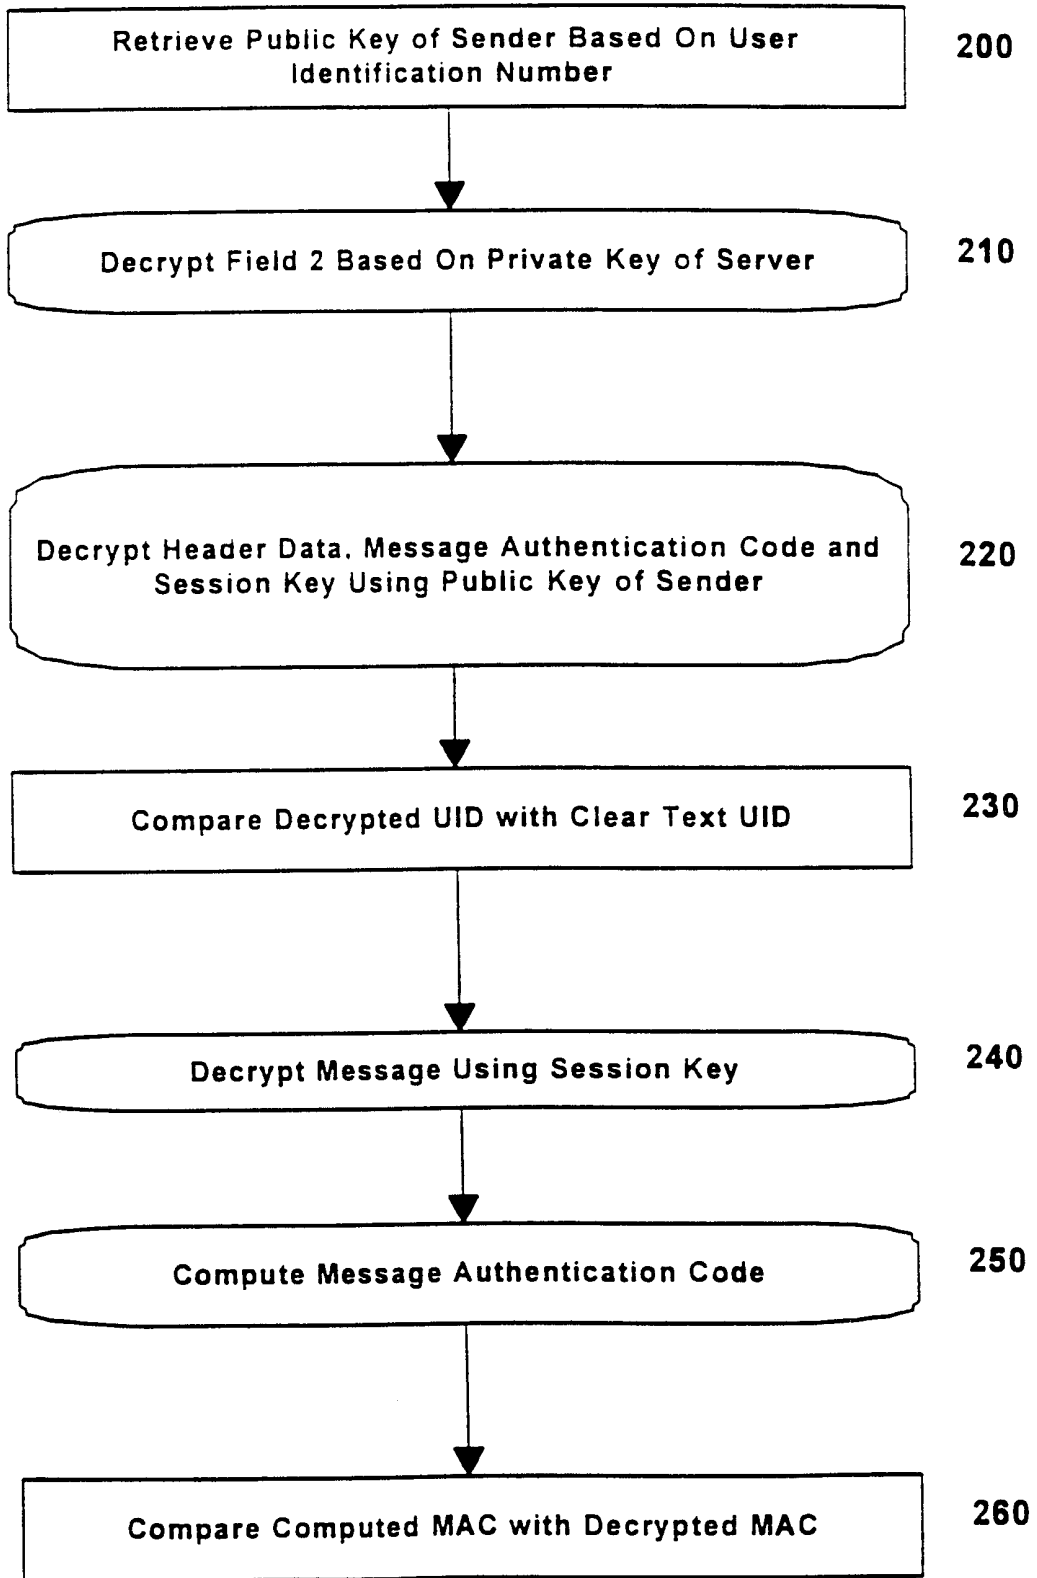 Retrieve Public Key of Sender Based On User
Identification Number
200
Decrypt Field 2 Based On Private Key of Server
210
Decrypt Header Data, Message Authentication Code and
Session Key Using Public Key of Sender
220
Compare Decrypted UID with Clear Text UID
230
Decrypt Message Using Session Key
240
Compute Message Authentication Code
250
Compare Computed MAC with Decrypted MAC
260